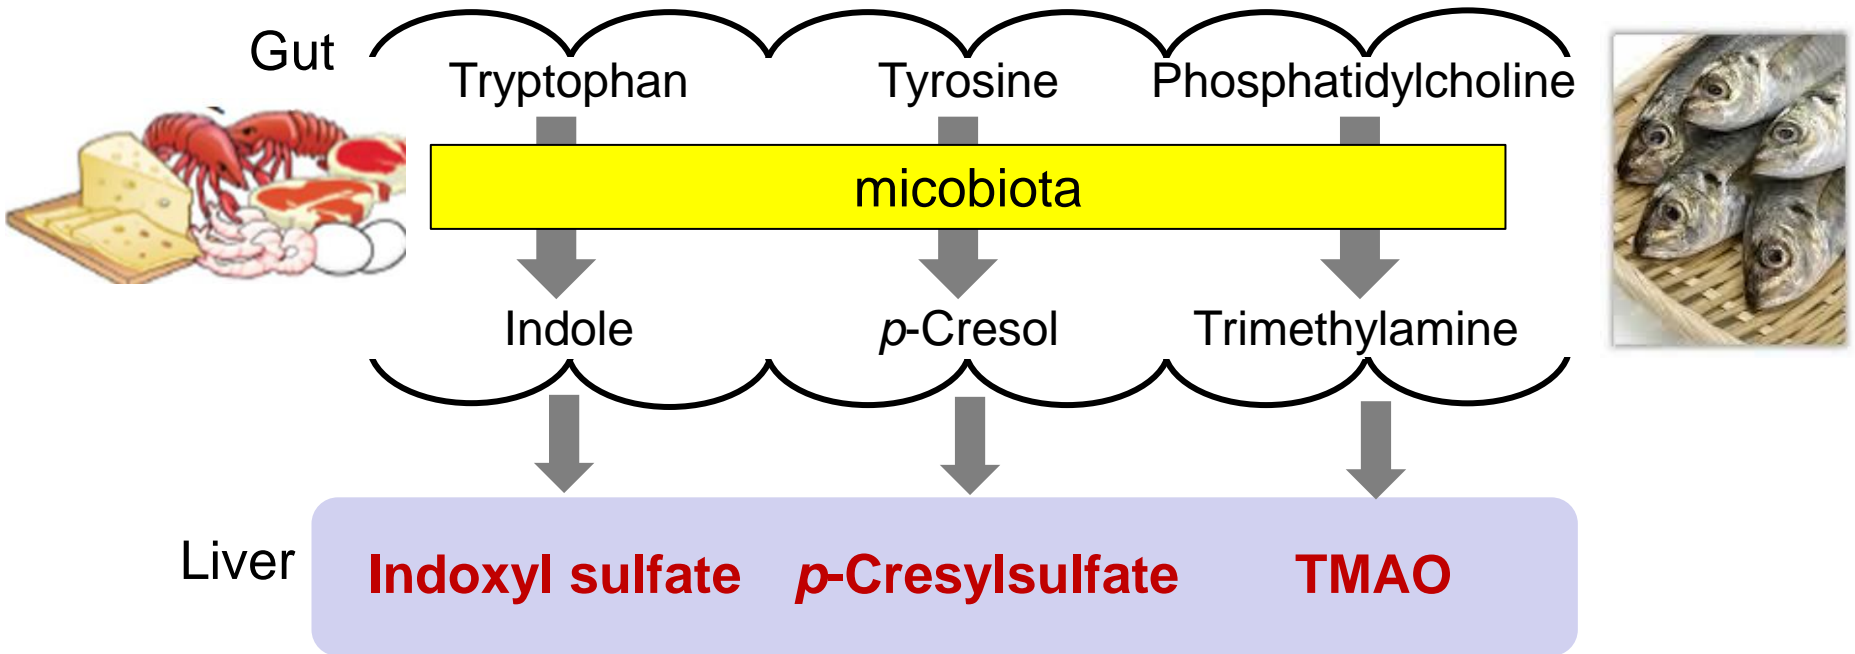 Gut
Tryptophan Tyrosine Phosphatidylcholine
micobiota
Indole p-Cresol Trimethylamine
Liver Indoxyl sulfate p-Cresylsulfate TMAO